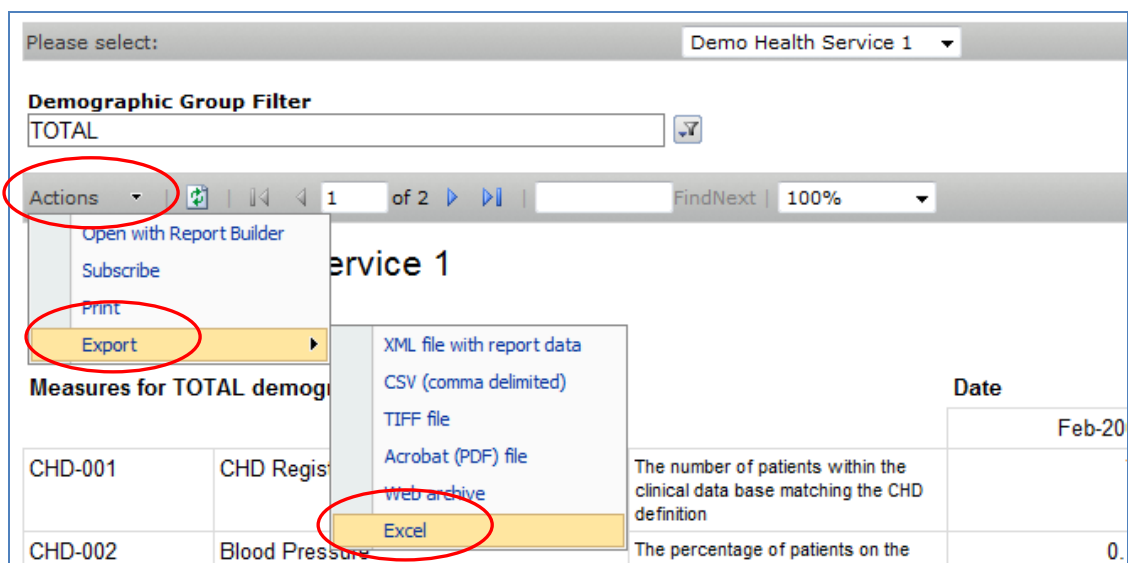 Please select: Demo Health Service 1
Demographic Group Filter
TOTAL
Actions 1 of 2 FindNext 100%
Open with Report Builder
Subscribe
Print
Export
ervice 1
XML file with report data
CSV (comma delimited)
TIFF file
Acrobat (PDF) file
Web archive
Excel
Measures for TOTAL demog Date
Feb-20
CHD-001 CHD Regist The number of patients within the
clinical data base matching the CHD
definition
CHD-002 Blood Pressure The percentage of patients on the 0.